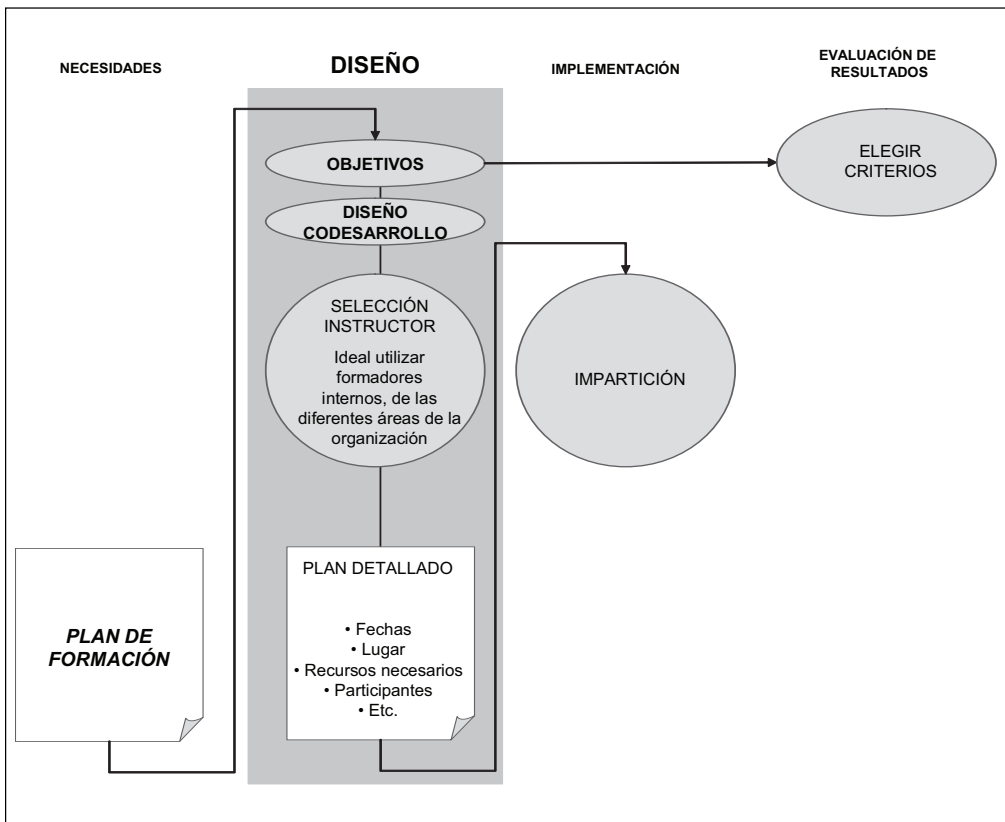 NECESIDADES
DISEÑO
IMPLEMENTACIÓN
EVALUACIÓN DE
RESULTADOS
OBJETIVOS
ELEGIR
CRITERIOS
DISEÑO
CODESARROLLO
SELECCIÓN
INSTRUCTOR
Ideal utilizar
formadores
internos, de las
diferentes áreas de la
organización
IMPARTICIÓN
PLAN DE
FORMACIÓN
PLAN DETALLADO
• Fechas
• Lugar
• Recursos necesarios
• Participantes
• Etc.